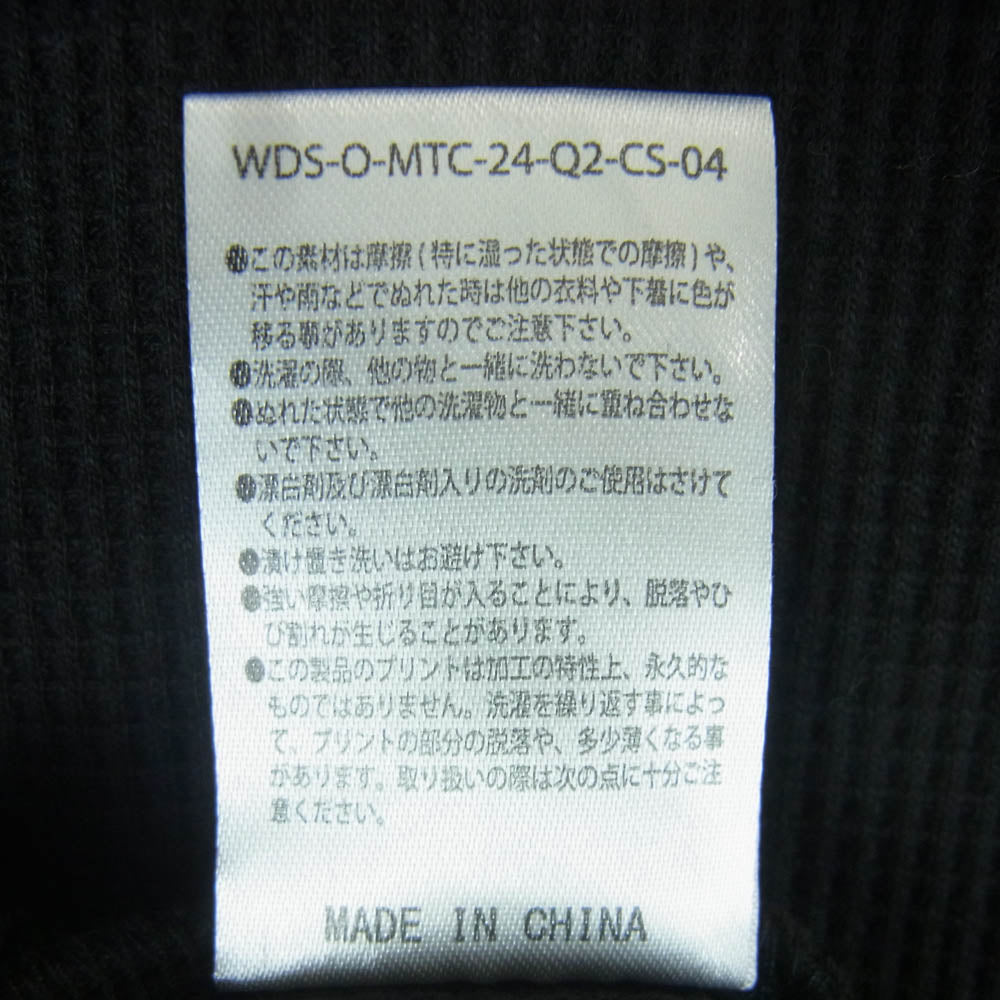 WDS-O-MTC-24-Q2-CS-04
●この素材は摩擦(特に湿った状態での摩擦)や、
汗や雨などでぬれた時は他の衣料や下着に色が
移る事がありますのでご注意下さい。
●洗濯の際、他の物と一緒に洗わないで下さい。
●ぬれた状態で他の洗濯物と一緒に重ね合わせな
いで下さい。
●漂白剤及び漂白剤入りの洗剤のご使用はさけて
ください。
●漬け置き洗いはお避け下さい。
●強い摩擦や折り目が入ることにより、脱落やひ
び割れが生じることがあります。
●この製品のプリントは加工の特性上、永久的な
ものではありません。洗濯を繰り返す事によっ
て、プリントの部分の脱落や、多少薄くなる事
があります。取り扱いの際は次の点に十分ご注
意ください。
MADE IN CHINA